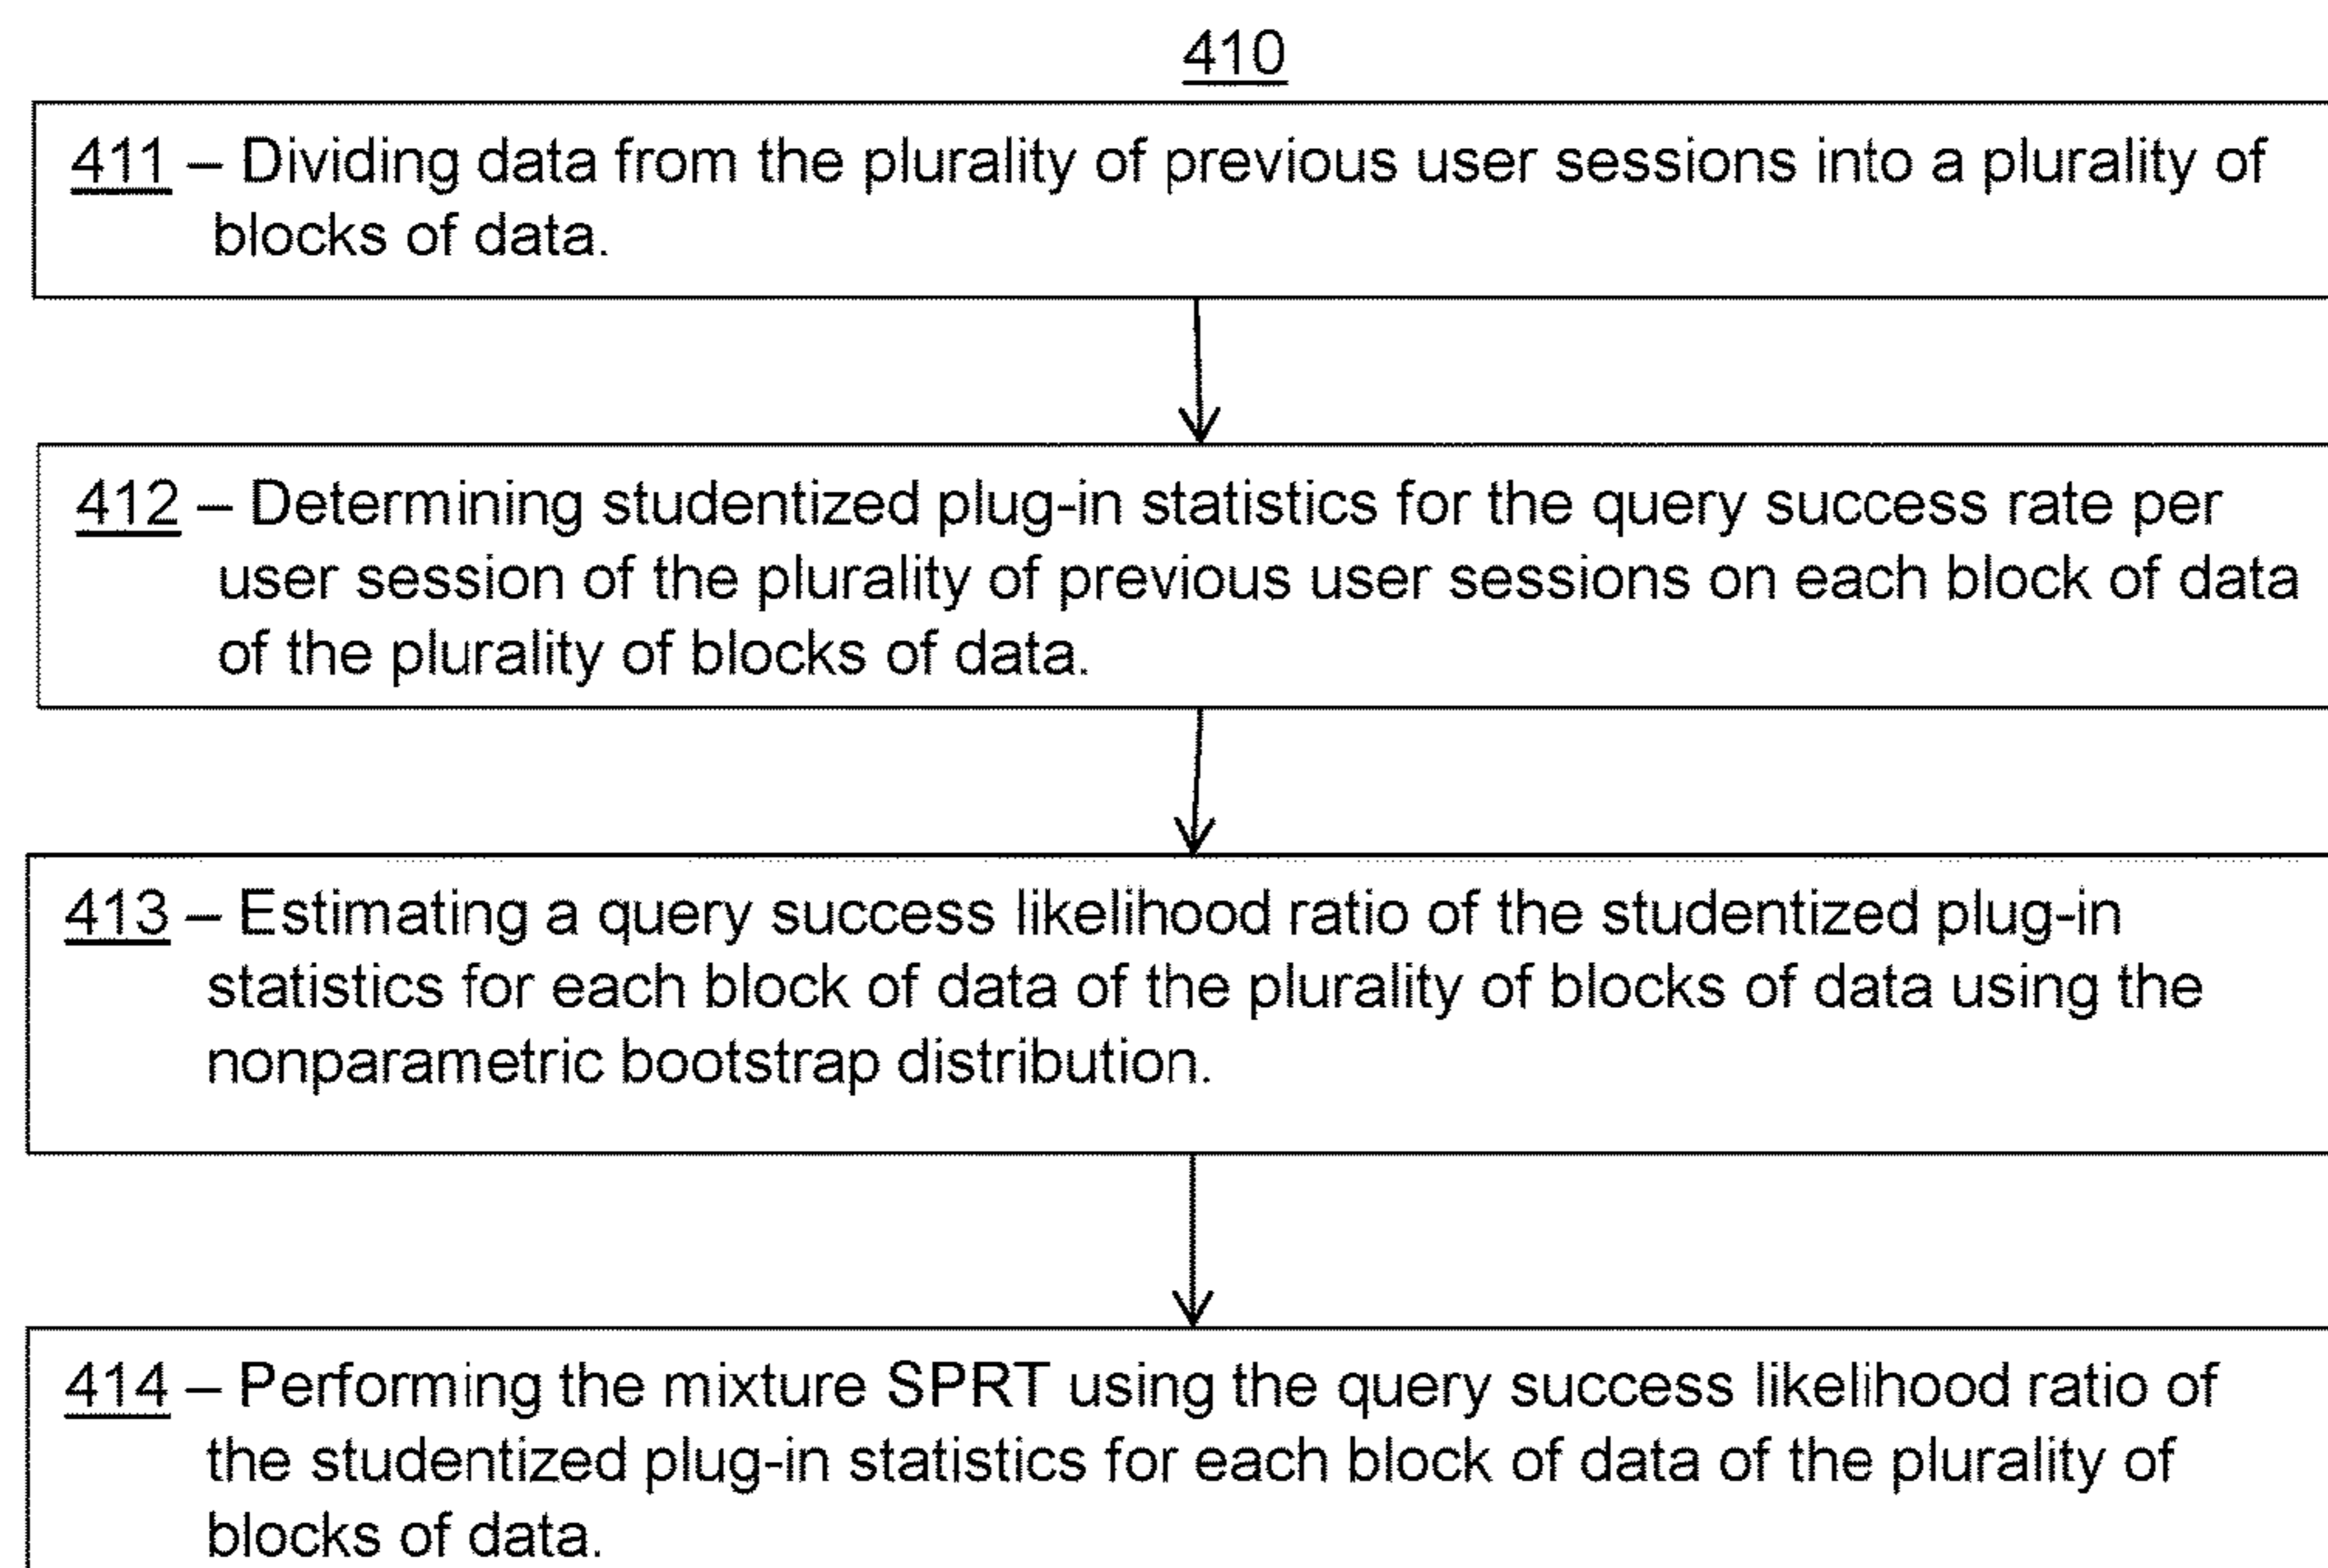 410
411 – Dividing data from the plurality of previous user sessions into a plurality of
blocks of data.
412 – Determining studentized plug-in statistics for the query success rate per
user session of the plurality of previous user sessions on each block of data
of the plurality of blocks of data.
413 – Estimating a query success likelihood ratio of the studentized plug-in
statistics for each block of data of the plurality of blocks of data using the
nonparametric bootstrap distribution.
414 – Performing the mixture SPRT using the query success likelihood ratio of
the studentized plug-in statistics for each block of data of the plurality of
blocks of data.